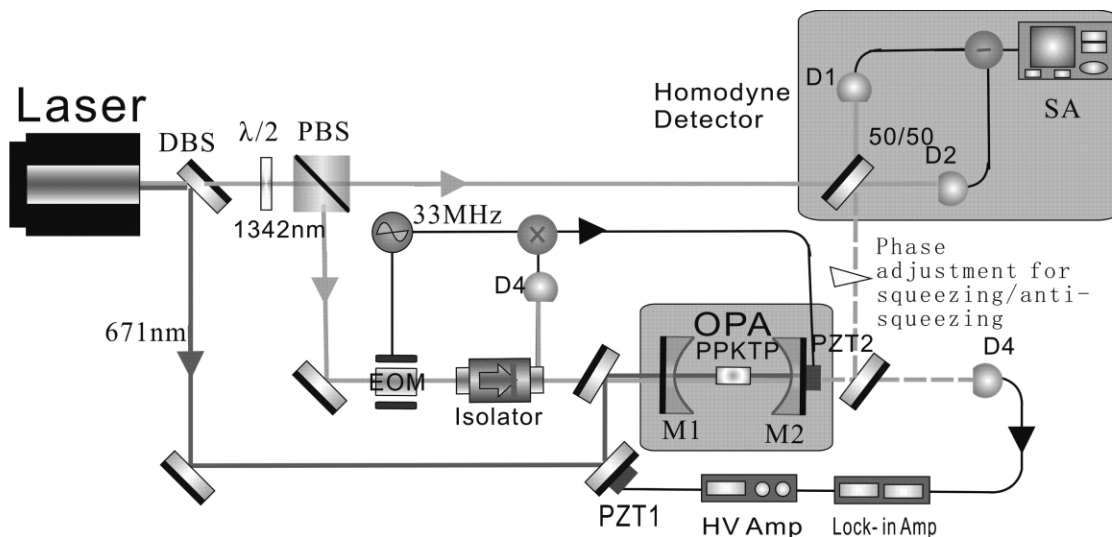 Laser
DBS
λ/2
PBS
1342nm
671nm
33MHz
D4
EOM
Isolator
OPA
PPKTP
M1
M2
PZT2
Homodyne
Detector
D1
50/50
D2
SA
Phase
adjustment for
squeezing/anti-
squeezing
D4
PZT1
HV Amp
Lock-in Amp